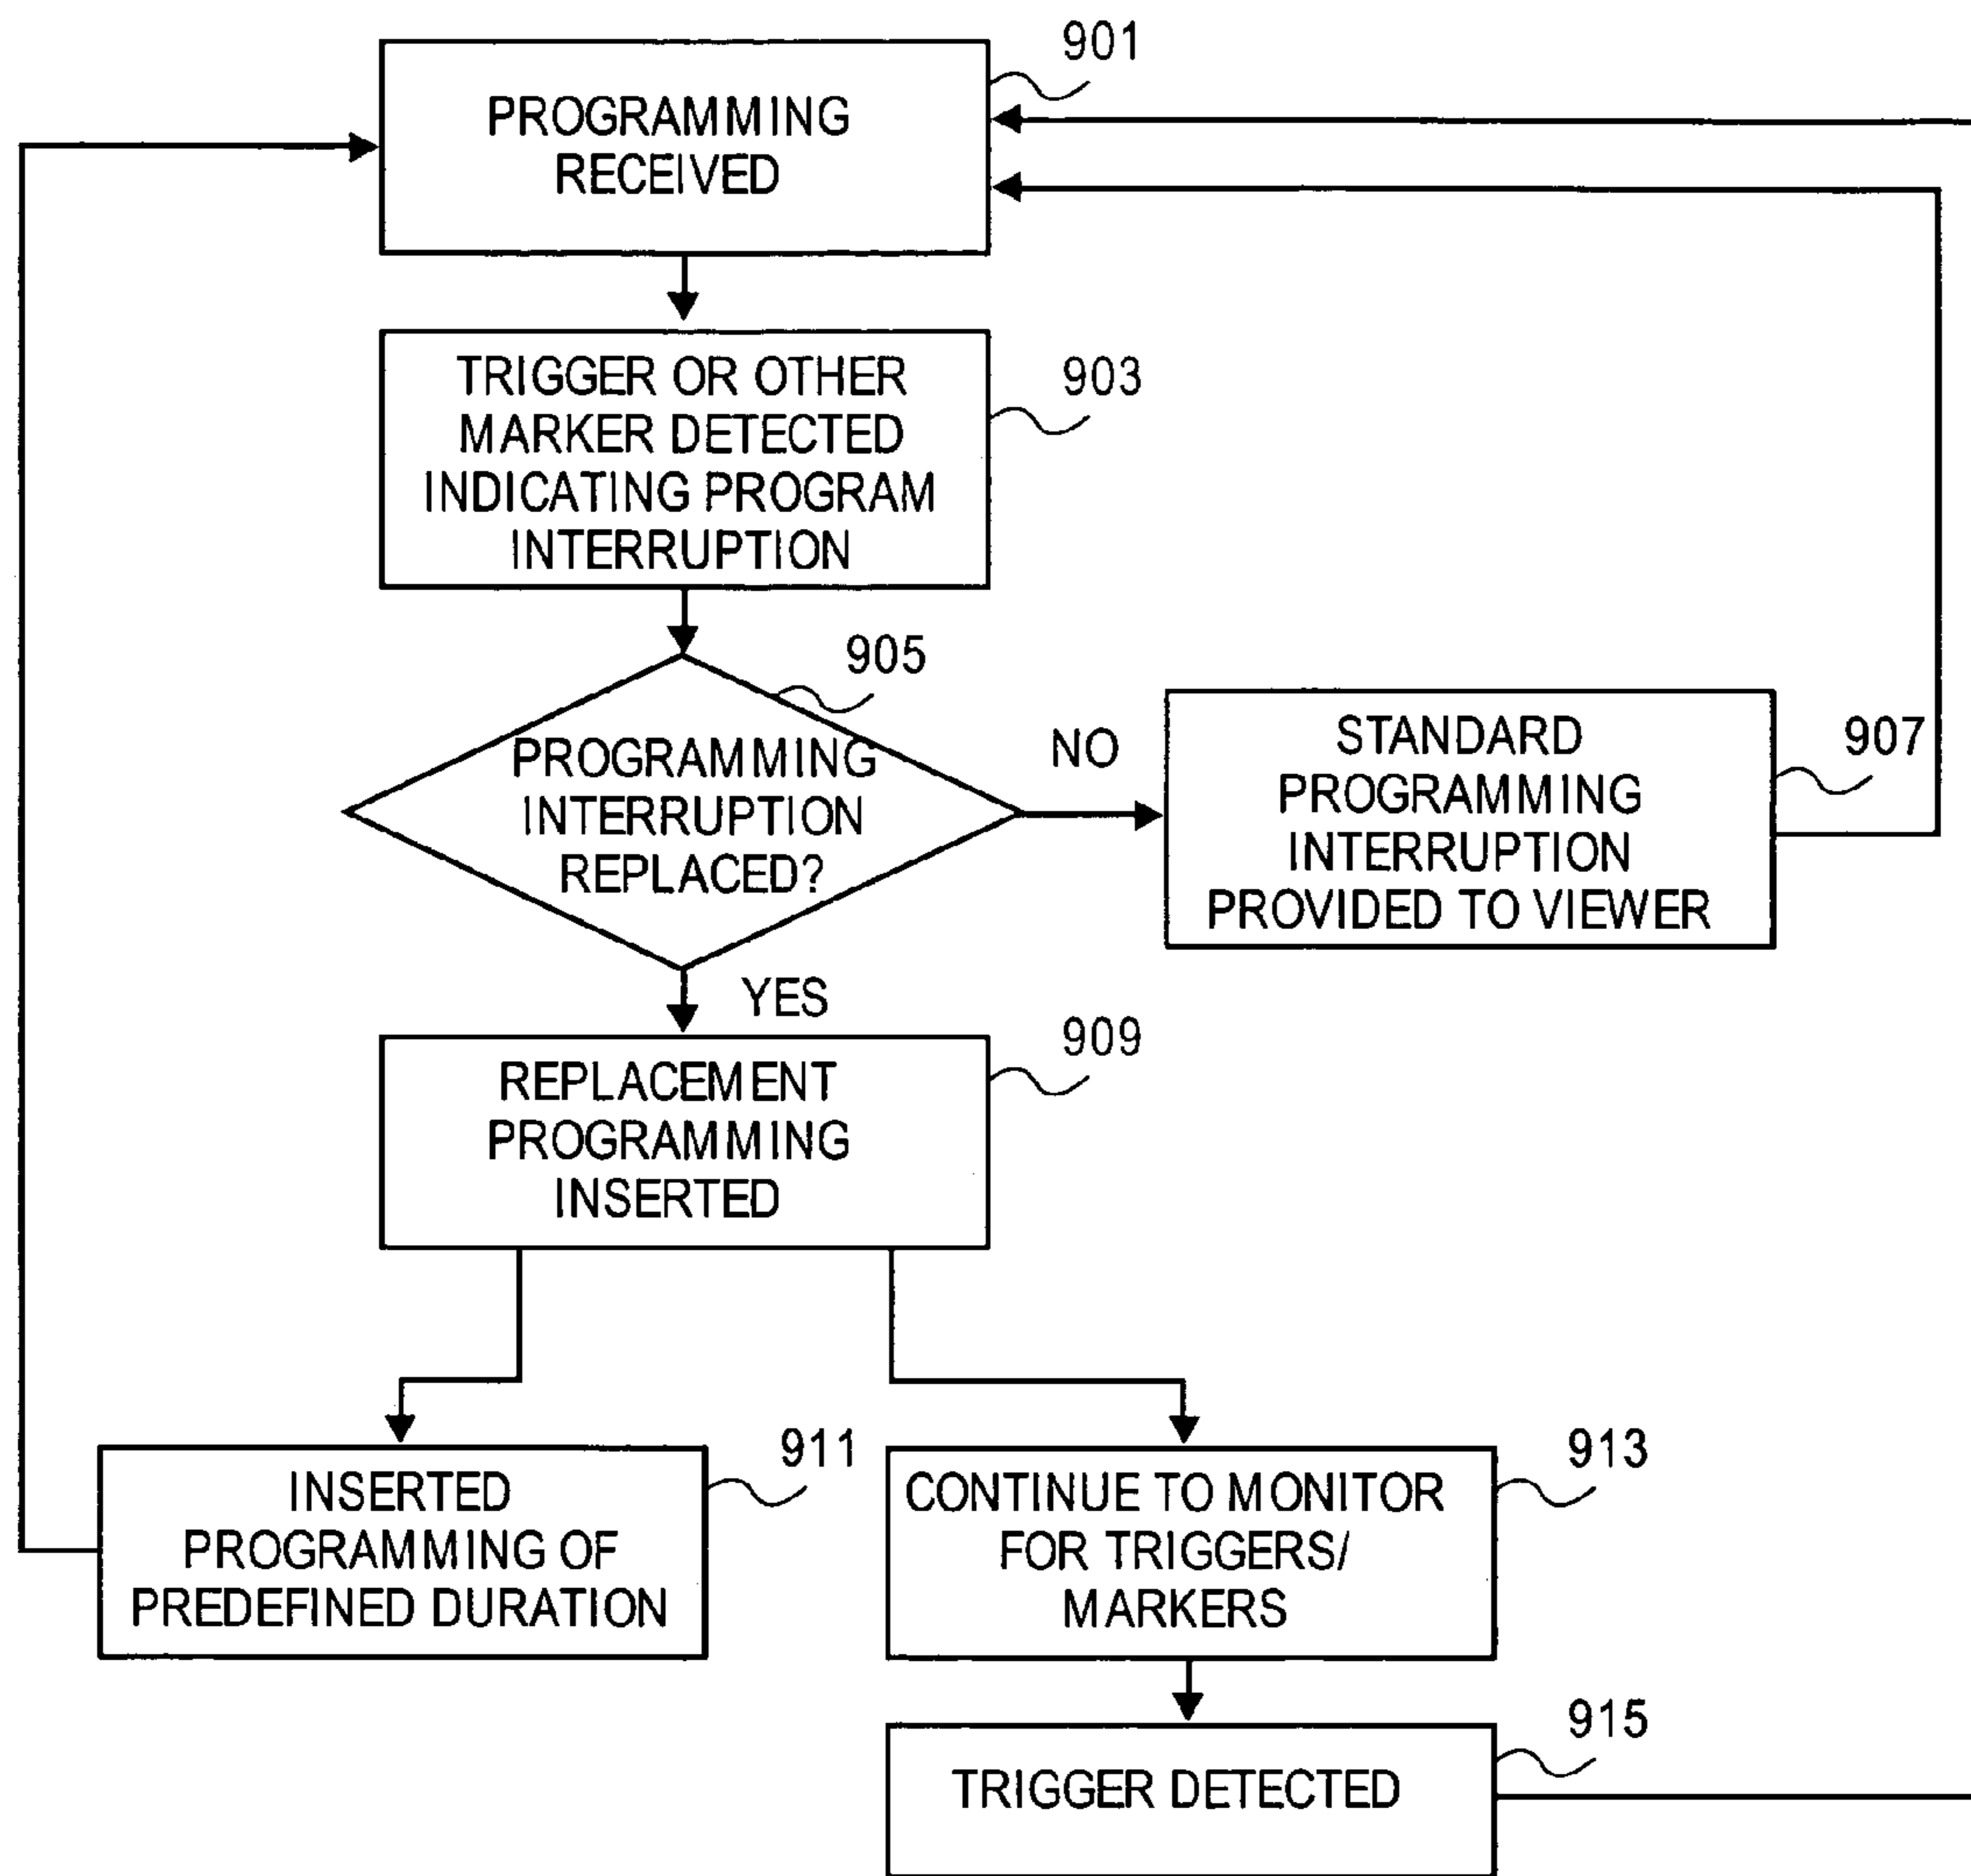 901
PROGRAMMING
RECEIVED
903
TRIGGER OR OTHER
MARKER DETECTED
INDICATING PROGRAM
INTERRUPTION
905
PROGRAMMING
INTERRUPTION
REPLACED?
NO
907
STANDARD
PROGRAMMING
INTERRUPTION
PROVIDED TO VIEWER
YES
909
REPLACEMENT
PROGRAMMING
INSERTED
911
INSERTED
PROGRAMMING OF
PREDEFINED DURATION
913
CONTINUE TO MONITOR
FOR TRIGGERS/
MARKERS
915
TRIGGER DETECTED